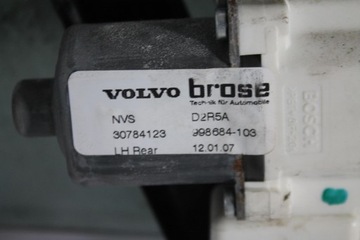 VOLVO brose
Technik für Automobile
NVS D2R5A
30784123 998684-103
LH Rear 12.01.07